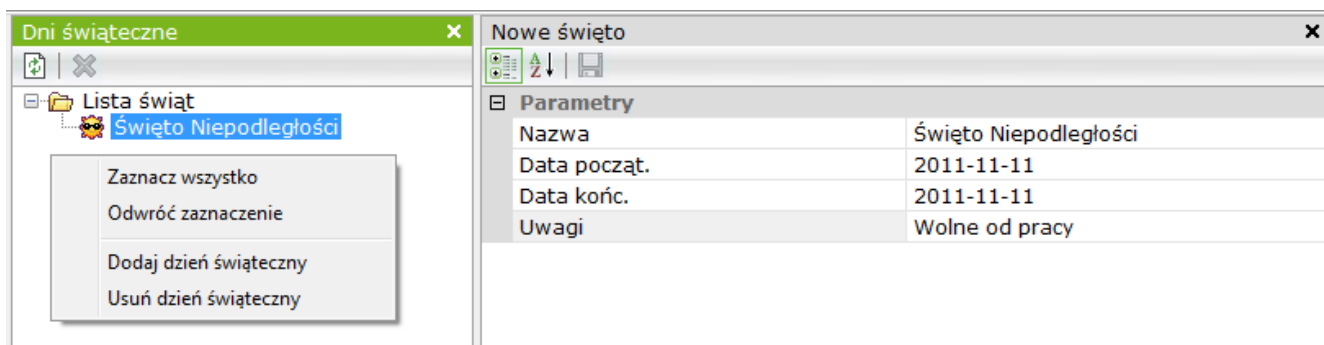 Dni świąteczne
Lista świąt
Święto Niepodległości
Zaznacz wszystko
Odwróć zaznaczenie
Dodaj dzień świąteczny
Usuń dzień świąteczny
Nowe święto
A
Z
Parametry
Nazwa Święto Niepodległości
Data począt. 2011-11-11
Data końc. 2011-11-11
Uwagi Wolne od pracy